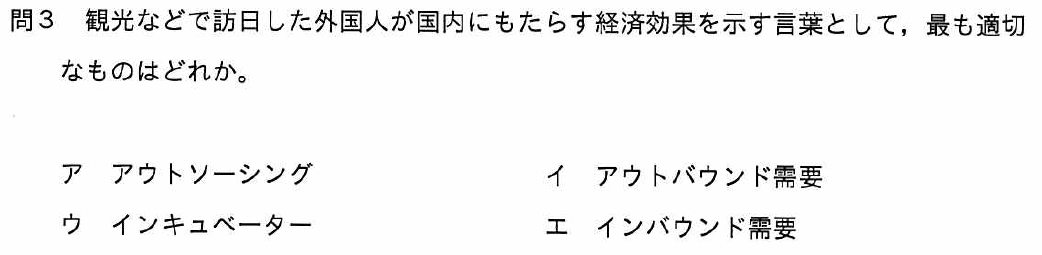 問3 観光などで訪日した外国人が国内にもたらす経済効果を示す言葉として，最も適切
なものはどれか。
ア アウトソーシング イ アウトバウンド需要
ウ インキュベーター エ インバウンド需要